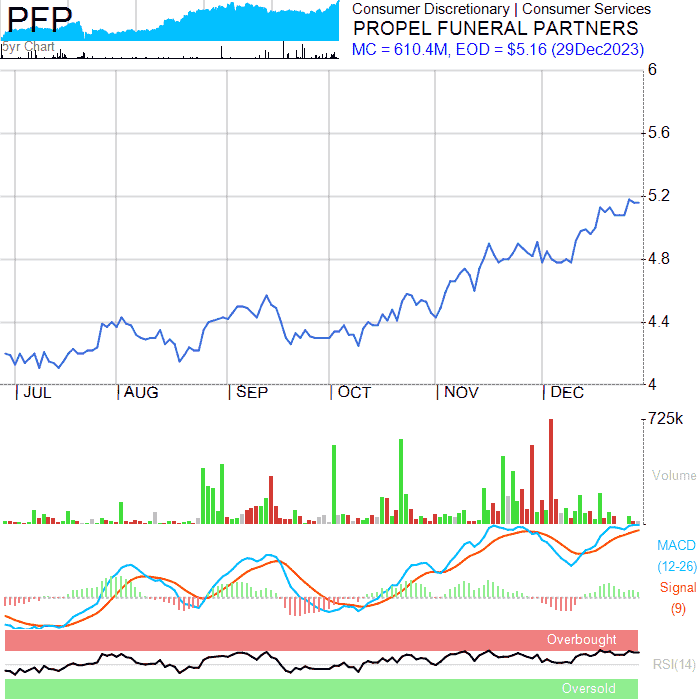 PFP
5yr Chart
Consumer Discretionary | Consumer Services
PROPEL FUNERAL PARTNERS
MC = 610.4M, EOD = $5.16 (29Dec2023)
6
5.6
5.2
4.8
4.4
4
JUL AUG SEP OCT NOV DEC
725k
Volume
MACD
(12-26)
Signal
(9)
Overbought
RSI(14)
Oversold